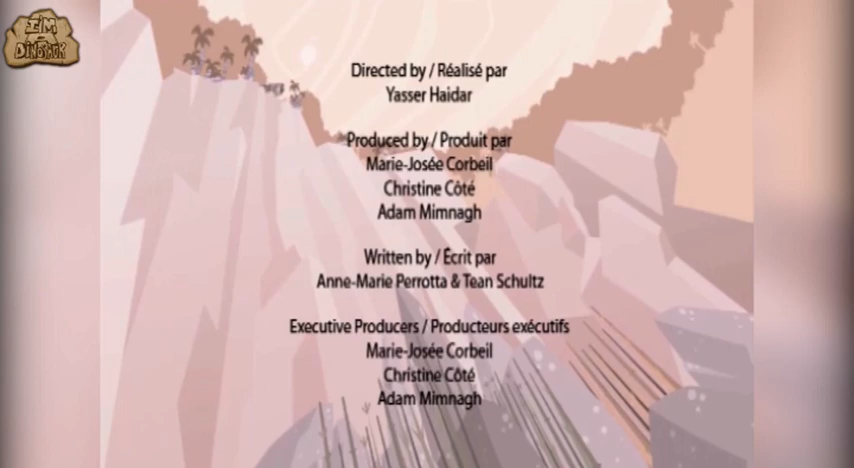 I'M
A
DINOSAUR
Directed by / Réalisé par
Yasser Haidar
Produced by / Produit par
Marie-Josée Corbeil
Christine Côté
Adam Mimnagh
Written by / Écrit par
Anne-Marie Perrotta & Tean Schultz
Executive Producers / Producteurs exécutifs
Marie-Josée Corbeil
Christine Côté
Adam Mimnagh